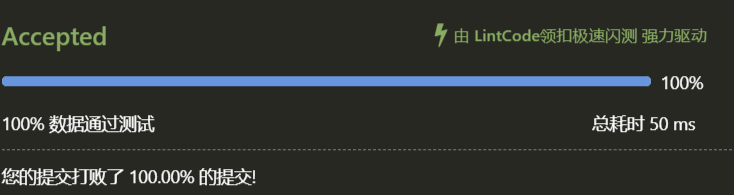 Accepted
由 LintCode领扣极速闪测 强力驱动
100%
100% 数据通过测试
总耗时 50 ms
您的提交打败了 100.00% 的提交!